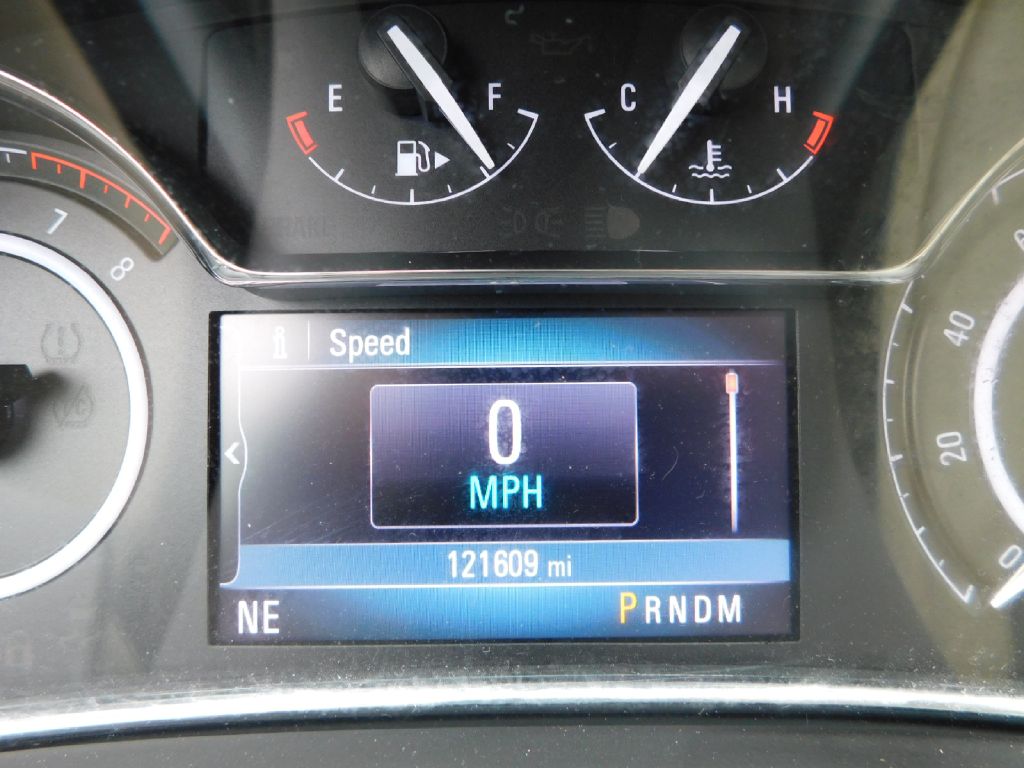 E F C H
7
8
Speed
0
MPH
121609 mi
NE PRNDM
40
20
0